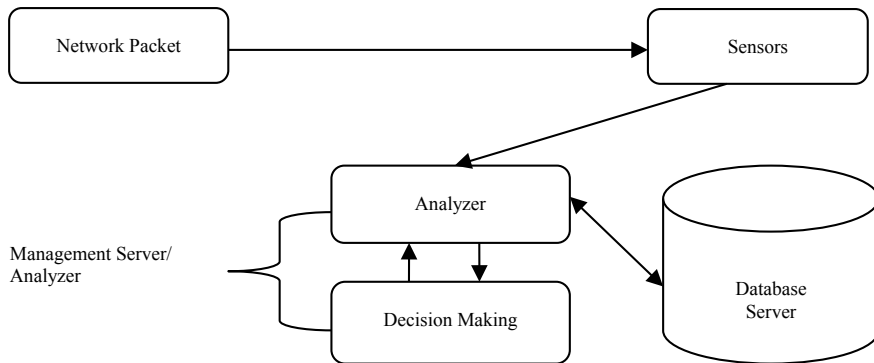 Network Packet
Sensors
Analyzer
Management Server/
Analyzer
Decision Making
Database
Server